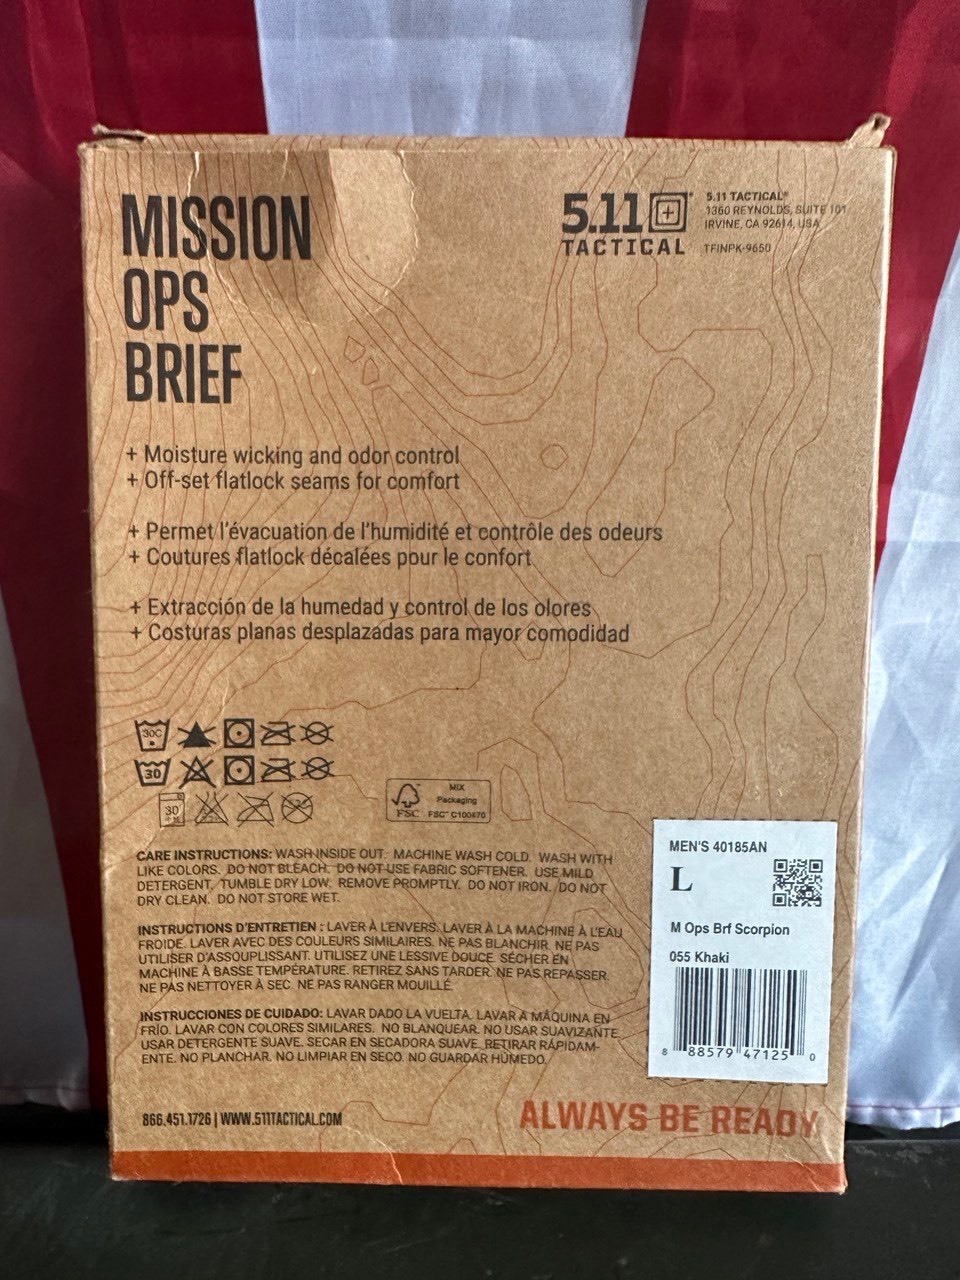 MISSION
OPS
BRIEF
5.11®
TACTICAL
5.11 TACTICAL®
1360 REYNOLDS, SUITE 101
IRVINE, CA 92614, USA
TFINPK-9650
+ Moisture wicking and odor control
+ Off-set flatlock seams for comfort
+ Permet l'évacuation de l'humidité et contrôle des odeurs
+ Coutures flatlock décalées pour le confort
+ Extracción de la humedad y control de los olores
+ Costuras planas desplazadas para mayor comodidad
30C
30
30
FSC
MIX
Packaging
FSC™ C100470
CARE INSTRUCTIONS: WASH INSIDE OUT. MACHINE WASH COLD. WASH WITH
LIKE COLORS. DO NOT BLEACH. DO NOT USE FABRIC SOFTENER. USE MILD
DETERGENT. TUMBLE DRY LOW. REMOVE PROMPTLY. DO NOT IRON. DO NOT
DRY CLEAN. DO NOT STORE WET.
INSTRUCTIONS D'ENTRETIEN : LAVER À L'ENVERS. LAVER À LA MACHINE À L'EAU
FROIDE. LAVER AVEC DES COULEURS SIMILAIRES. NE PAS BLANCHIR. NE PAS
UTILISER D'ASSOUPLISSANT. UTILISEZ UNE LESSIVE DOUCE. SÉCHER EN
MACHINE À BASSE TEMPÉRATURE. RETIREZ SANS TARDER. NE PAS REPASSER.
NE PAS NETTOYER À SEC. NE PAS RANGER MOUILLÉ.
INSTRUCCIONES DE CUIDADO: LAVAR DADO LA VUELTA. LAVAR A MÁQUINA EN
FRÍO. LAVAR CON COLORES SIMILARES. NO BLANQUEAR. NO USAR SUAVIZANTE.
USAR DETERGENTE SUAVE. SECAR EN SECADORA SUAVE. RETIRAR RÁPIDAM-
ENTE. NO PLANCHAR. NO LIMPIAR EN SECO. NO GUARDAR HÚMEDO.
MEN'S 40185AN
L
M Ops Brf Scorpion
055 Khaki
8 88579 47125 0
866.451.1726 | WWW.511TACTICAL.COM
ALWAYS BE READY